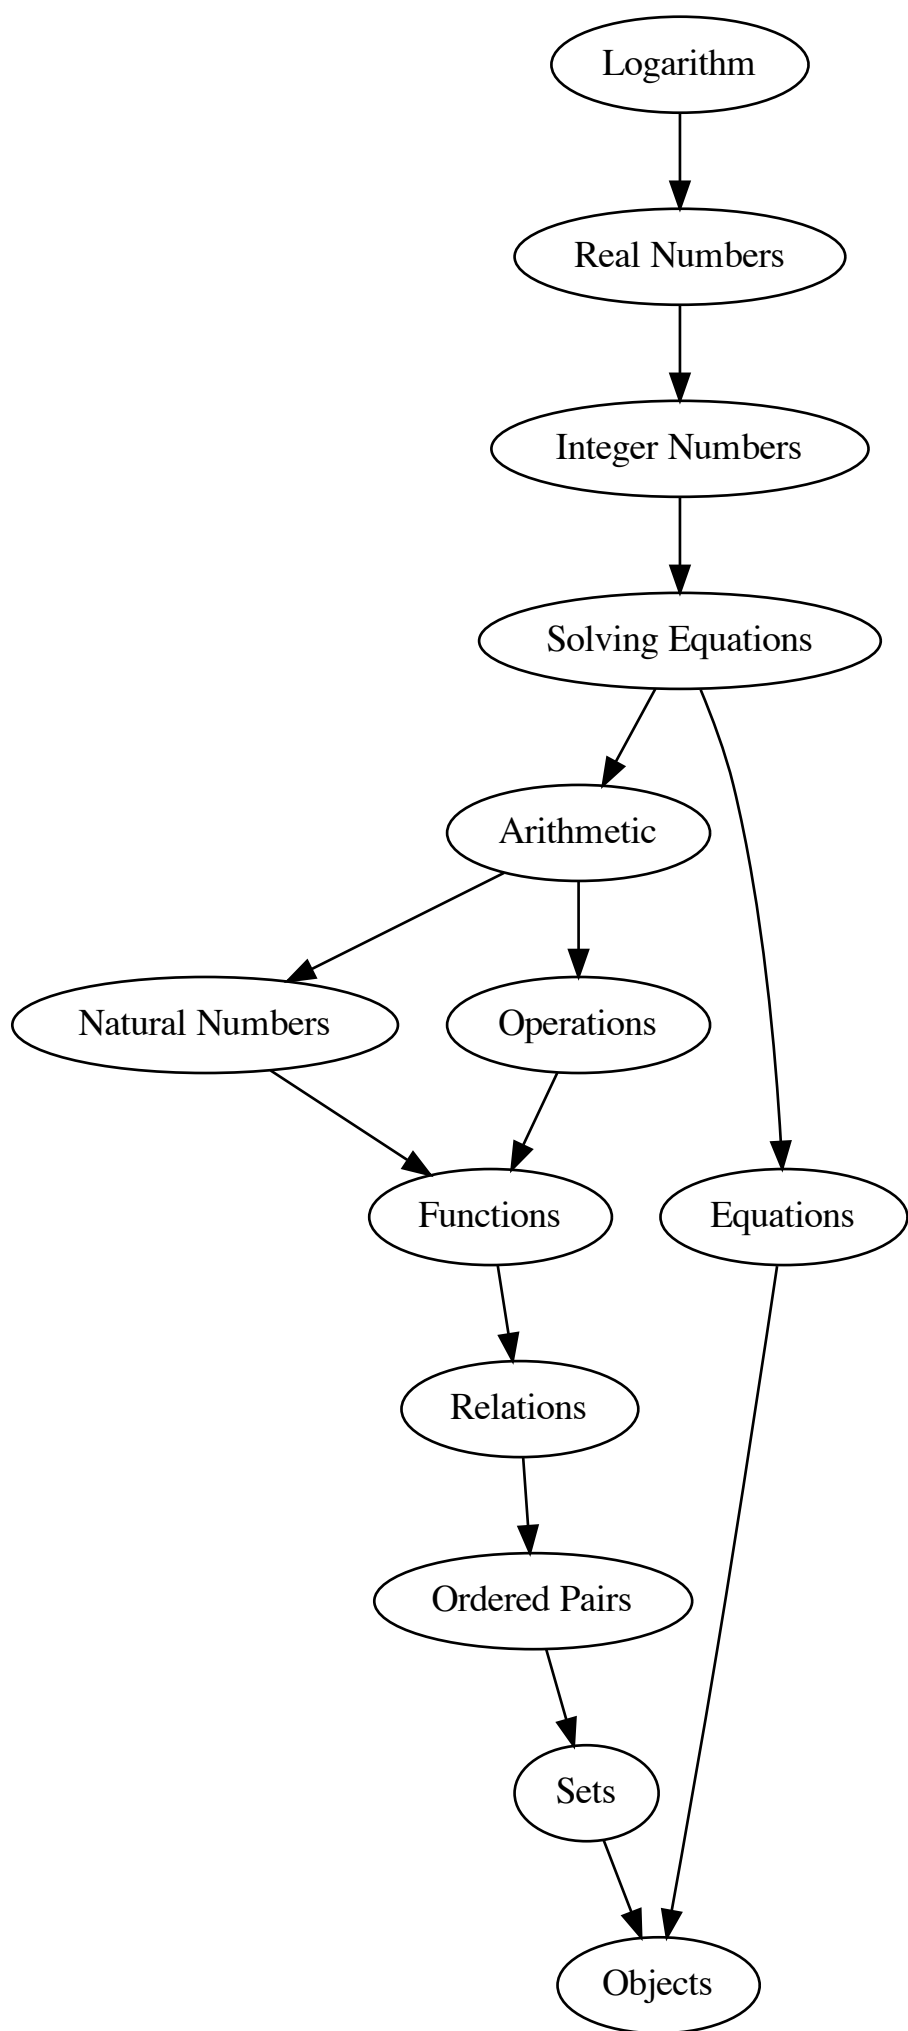 Logarithm
Real Numbers
Integer Numbers
Solving Equations
Arithmetic
Natural Numbers
Operations
Functions
Equations
Relations
Ordered Pairs
Sets
Objects